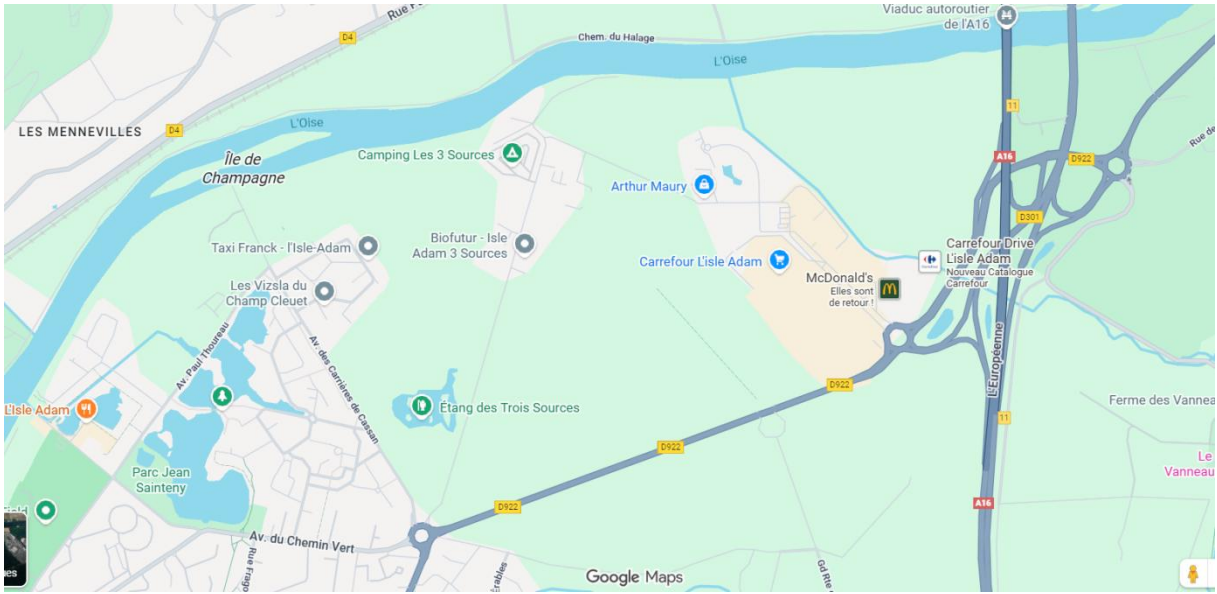 Viaduc autoroutier
de l'A16
D4
Chem. du Halage
L'Oise
11
LES MENNEVILLES
D4
L'Oise
Île de
Champagne
Camping Les 3 Sources
A16
D922
Arthur Maury
D301
Taxi Franck - l'Isle-Adam
Biofutur - Isle
Adam 3 Sources
Carrefour L'isle Adam
Carrefour Drive
L'isle Adam
Nouveau Catalogue
Carrefour
McDonald's
Elles sont
de retour !
Les Vizsla du
Champ Cleuet
Av. Paul Thoureau
Av. des Carrières de Cassan
L'Européenne
D922
L'Isle Adam
Étang des Trois Sources
Ferme des Vannea
11
D922
Le
Vanneau
Parc Jean
Sainteny
A16
D922
Av. du Chemin Vert
Rue Frago
Google Maps